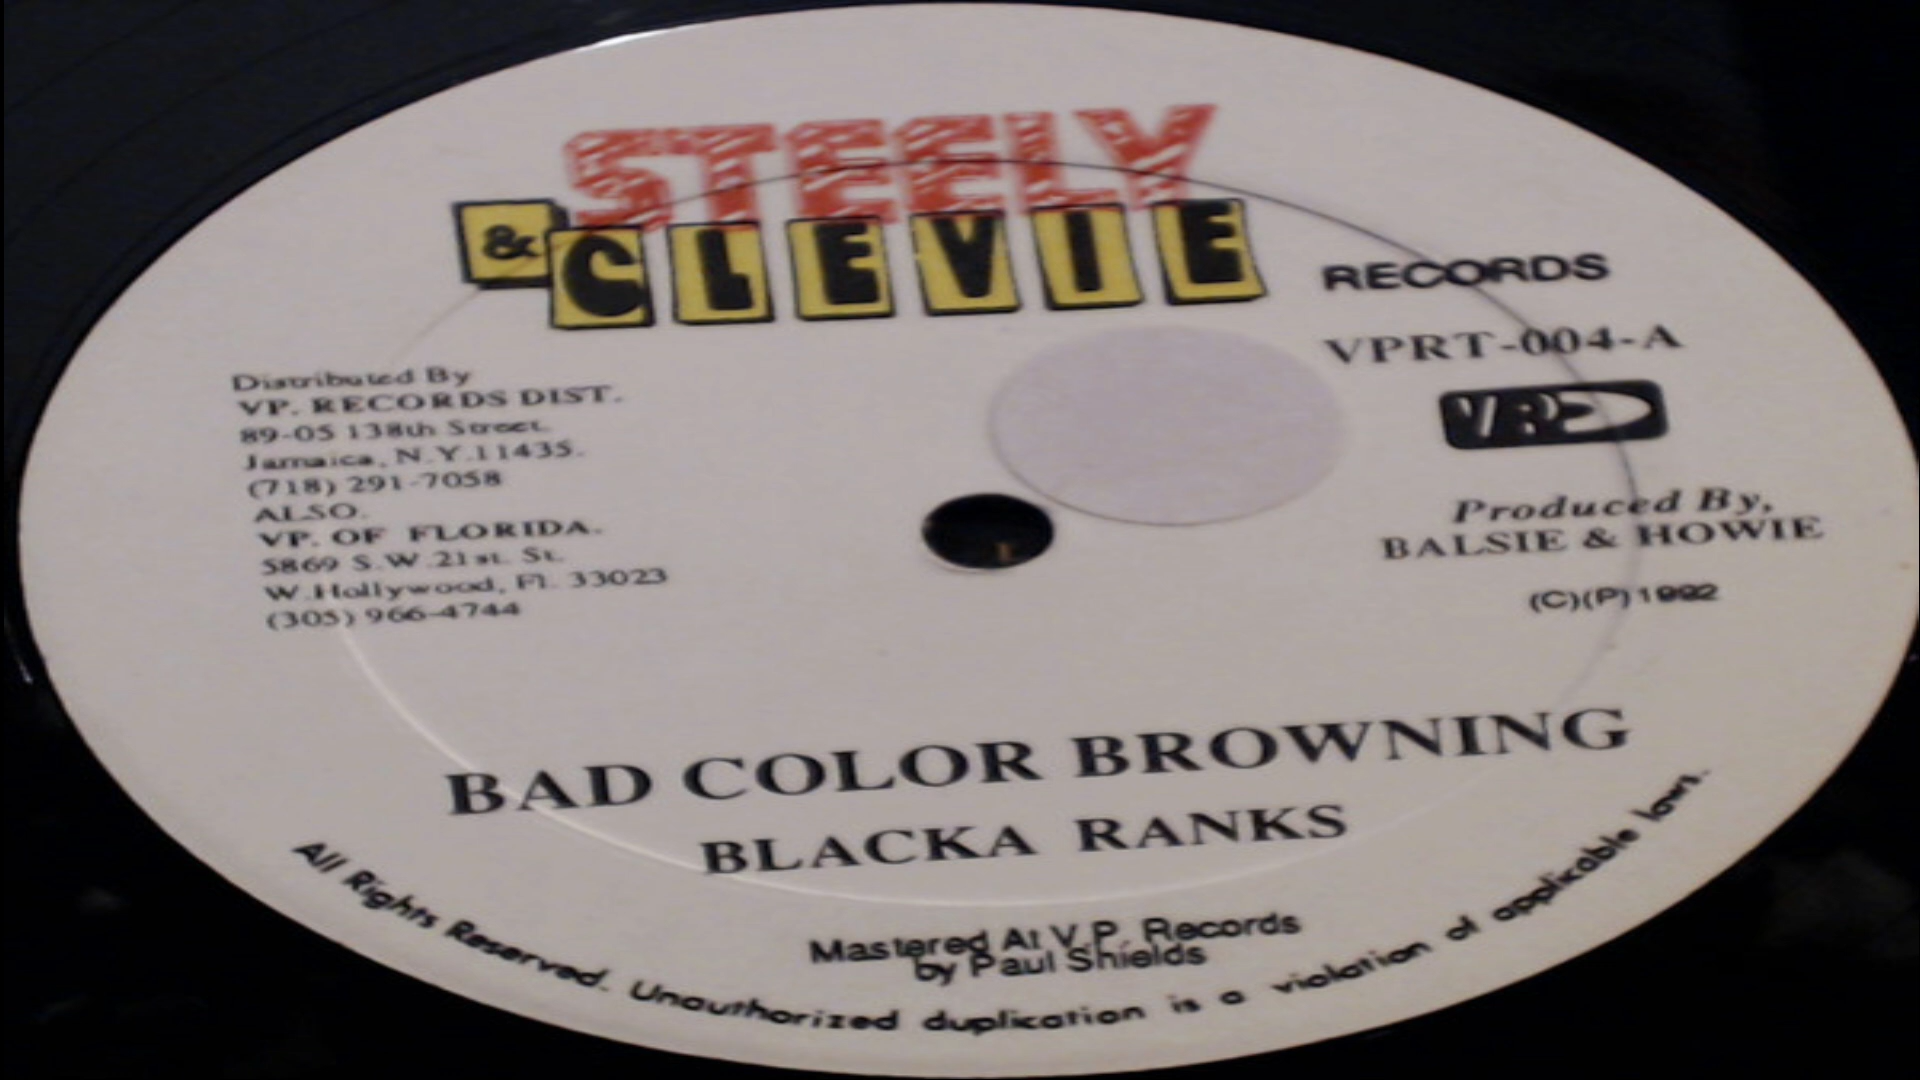 STEELY
& CLEVIE
RECORDS
VPRT-004-A
VP
Distributed By
VP. RECORDS DIST.
89-05 138th Street.
Jamaica, N.Y.11435.
(718) 291-7058
ALSO.
VP. OF FLORIDA.
5869 S.W.21st. St.
W.Hollywood, Fl. 33023
(305) 966-4744
Produced By,
BALSIE & HOWIE
(C)(P)1992
BAD COLOR BROWNING
BLACKA RANKS
Mastered At V.P. Records
by Paul Shields
All Rights Reserved. Unauthorized duplication is a violation of applicable laws.